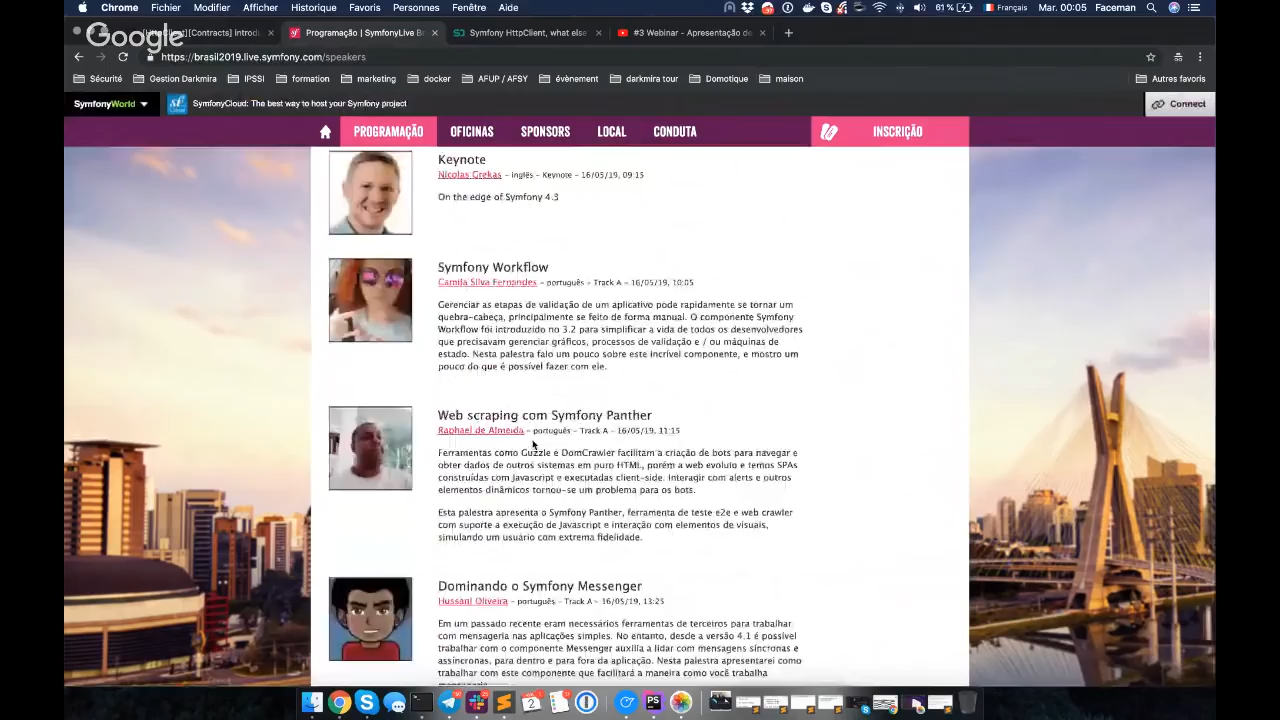 Chrome Fichier Modifier Afficher Historique Favoris Personnes Fenêtre Aide 61 % Français Mar. 00:05 Faceman
Google
[Contracts] Programação | SymfonyLive Br Symfony HttpClient, what else #3 Webinar - Apresentação de
https://brasil2019.live.symfony.com/speakers
Sécurité Gestion Darkmira IPSSI formation marketing docker AFUP / AFSY évènement darkmira tour Domotique maison Autres favoris
SymfonyWorld SymfonyCloud: The best way to host your Symfony project Connect
PROGRAMAÇÃO OFICINAS SPONSORS LOCAL CONDUTA INSCRIÇÃO
Keynote
Nicolas Grekas – inglês – Keynote – 16/05/19, 09:15
On the edge of Symfony 4.3
Symfony Workflow
Camila Silva Fernandes – português – Track A – 16/05/19, 10:05
Gerenciar as etapas de validação de um aplicativo pode rapidamente se tornar um
quebra-cabeça, principalmente se feito de forma manual. O componente Symfony
Workflow foi introduzido no 3.2 para simplificar a vida de todos os desenvolvedores
que precisavam gerenciar gráficos, processos de validação e / ou máquinas de
estado. Nesta palestra falo um pouco sobre este incrível componente, e mostro um
pouco do que é possível fazer com ele.
Web scraping com Symfony Panther
Raphael de Almeida – português – Track A – 16/05/19, 11:15
Ferramentas como Guzzle e DomCrawler facilitam a criação de bots para navegar e
obter dados de outros sistemas em puro HTML, porém a web evoluiu e temos SPAs
construídas com Javascript e executadas client-side. Interagir com alerts e outros
elementos dinâmicos tornou-se um problema para os bots.
Esta palestra apresenta o Symfony Panther, ferramenta de teste e2e e web crawler
com suporte a execução de Javascript e interação com elementos de visuais,
simulando um usuário com extrema fidelidade.
Dominando o Symfony Messenger
Hussani Oliveira – português – Track A – 16/05/19, 13:25
Em um passado recente eram necessários ferramentas de terceiros para trabalhar
com mensageria nas aplicações simples. No entanto, desde a versão 4.1 é possível
trabalhar com o componente Messenger auxilia a lidar com mensagens síncronas e
assíncronas, para dentro e para fora da aplicação. Nesta palestra apresentarei como
trabalhar com este componente que facilitará a maneira como você trabalha